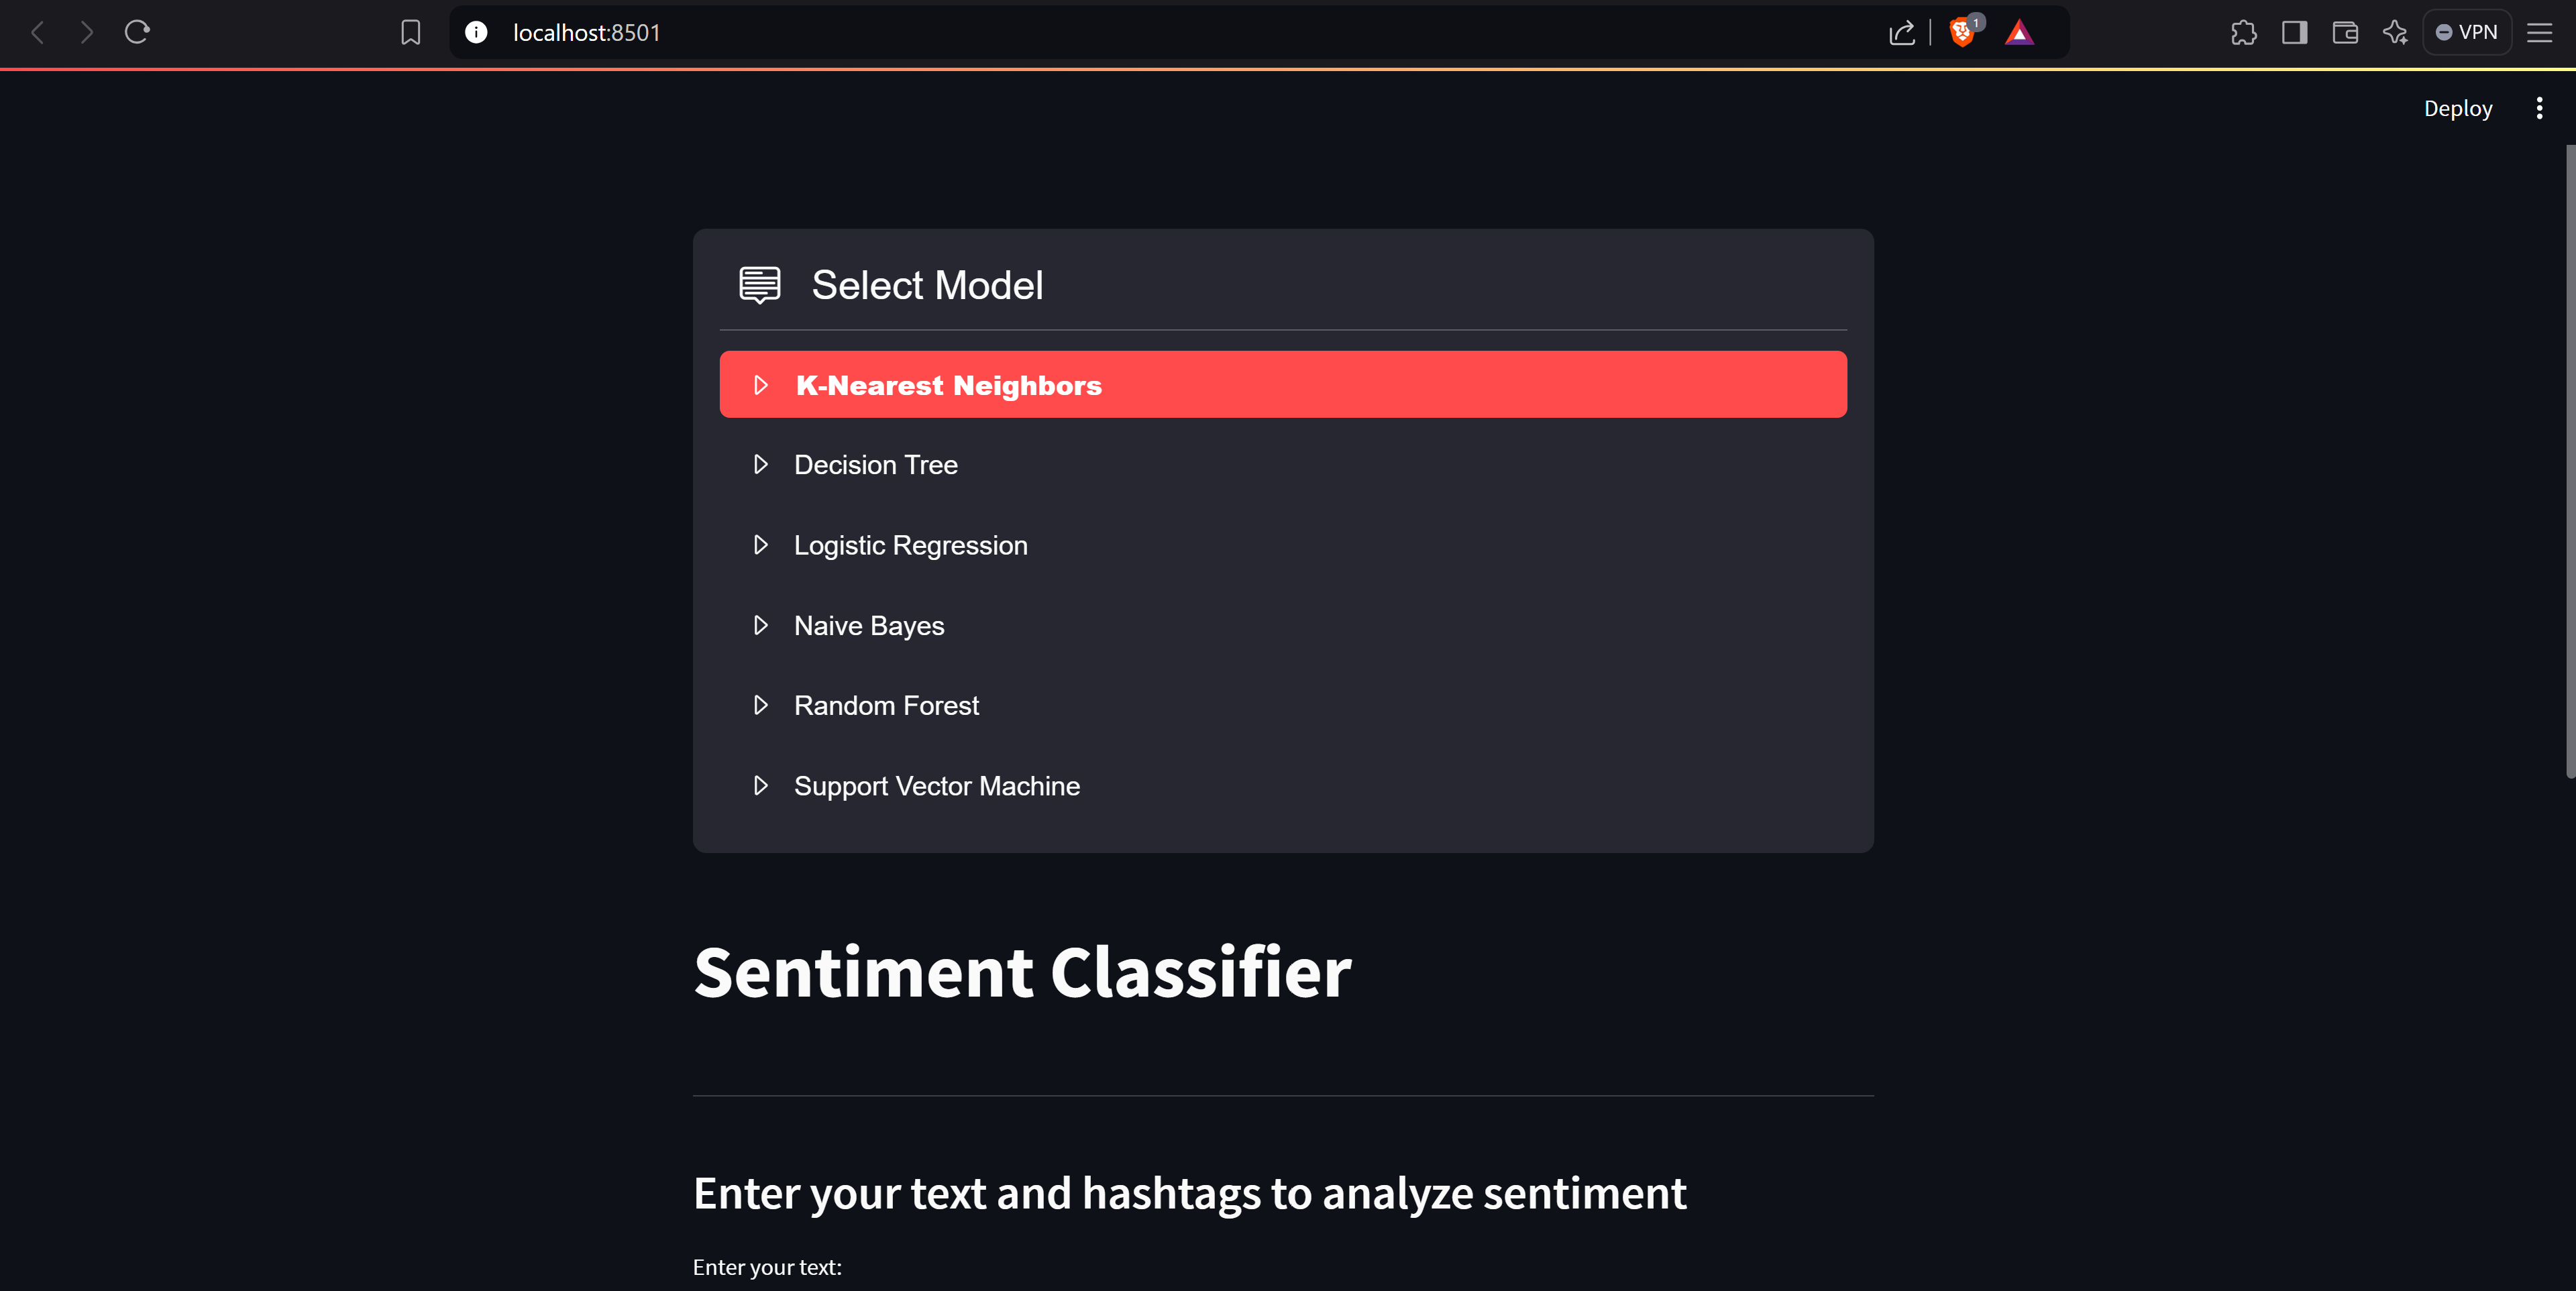 localhost:8501
1
VPN
Deploy
Select Model
K-Nearest Neighbors
Decision Tree
Logistic Regression
Naive Bayes
Random Forest
Support Vector Machine
Sentiment Classifier
Enter your text and hashtags to analyze sentiment
Enter your text: